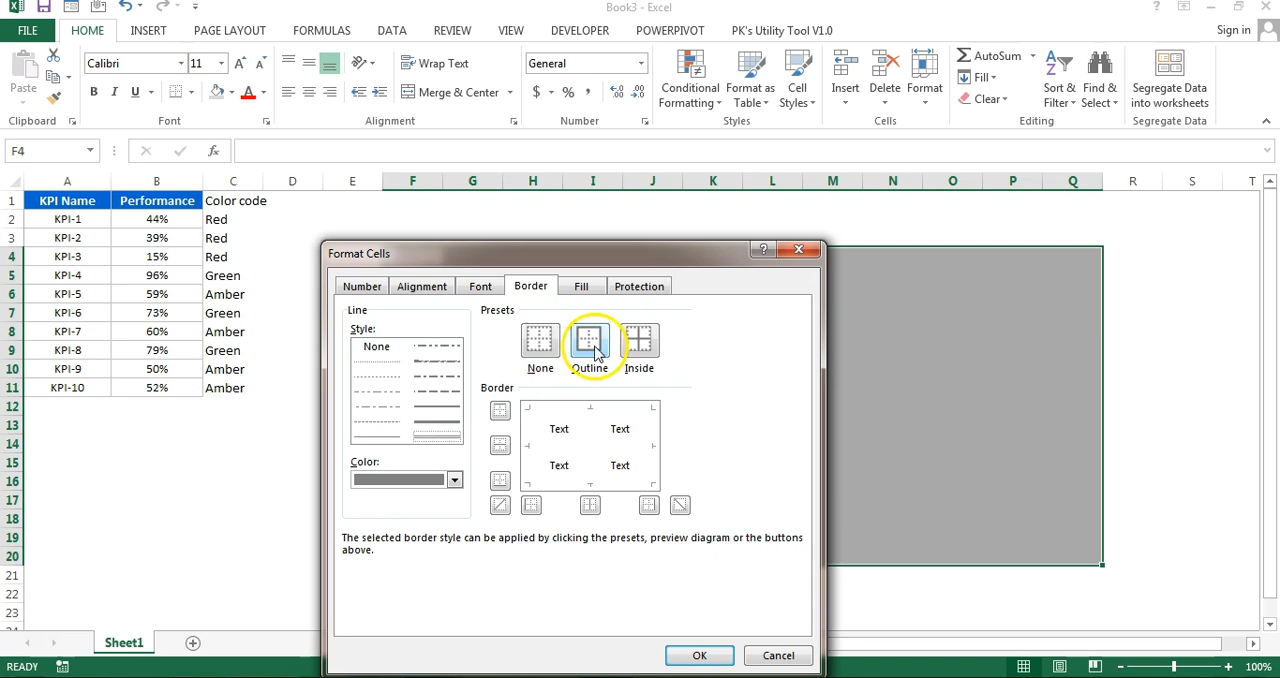 Book3 - Excel
?
FILE HOME INSERT PAGE LAYOUT FORMULAS DATA REVIEW VIEW DEVELOPER POWERPIVOT PK's Utility Tool V1.0 Sign in
Calibri 11 Wrap Text General AutoSum
Paste Merge & Center $ % , Conditional Formatting Format as Table Cell Styles Insert Delete Format Fill Sort & Filter Find & Select Segregate Data into worksheets
B I U A Clear
Clipboard Font Alignment Number Styles Cells Editing Segregate Data
F4 fx
A B C D E F G H I J K L M N O P Q R S T
1 KPI Name Performance Color code
2 KPI-1 44% Red
3 KPI-2 39% Red
4 KPI-3 15% Red
5 KPI-4 96% Green
6 KPI-5 59% Amber
7 KPI-6 73% Green
8 KPI-7 60% Amber
9 KPI-8 79% Green
10 KPI-9 50% Amber
11 KPI-10 52% Amber
12
13
14
15
16
17
18
19
20
21
22
23
Format Cells ?
Number Alignment Font Border Fill Protection
Line Presets
Style:
None
None Outline Inside
Border
Text Text
Text Text
Color:
The selected border style can be applied by clicking the presets, preview diagram or the buttons
above.
OK Cancel
Sheet1
READY 100%